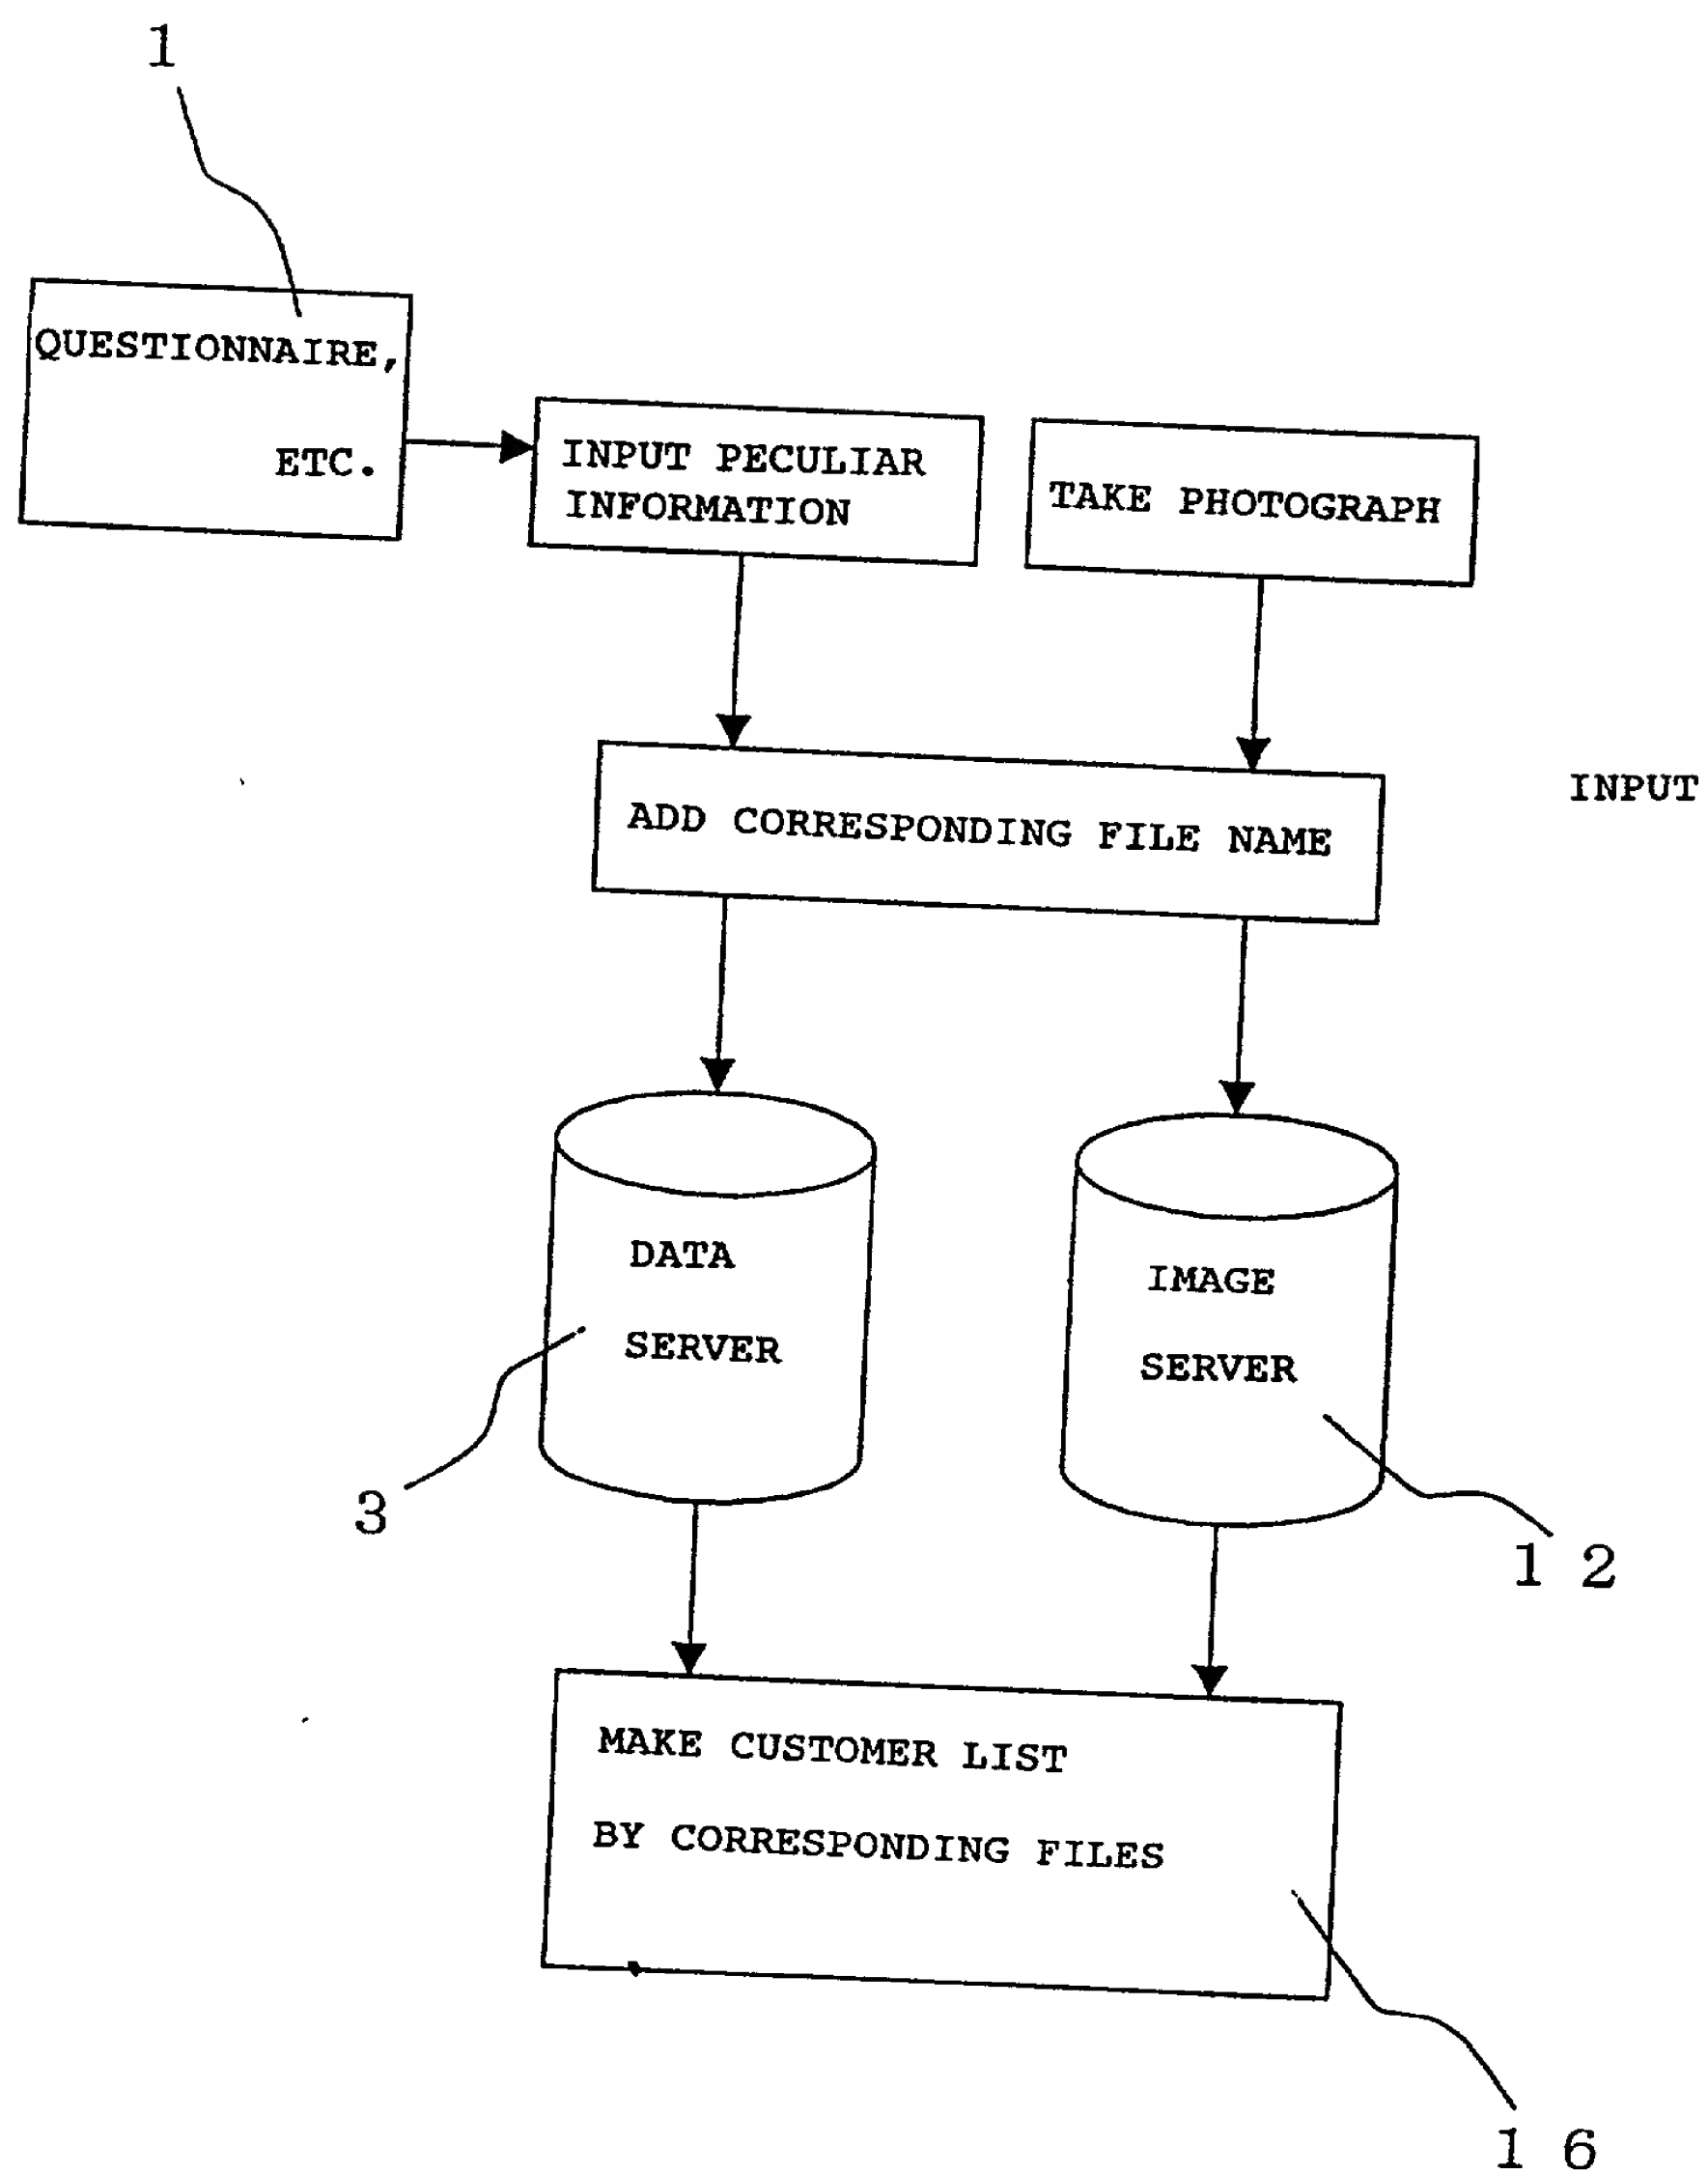 1
QUESTIONNAIRE,
ETC.
INPUT PECULIAR
INFORMATION
TAKE PHOTOGRAPH
ADD CORRESPONDING FILE NAME
INPUT
DATA
SERVER
IMAGE
SERVER
3
1 2
MAKE CUSTOMER LIST
BY CORRESPONDING FILES
1 6